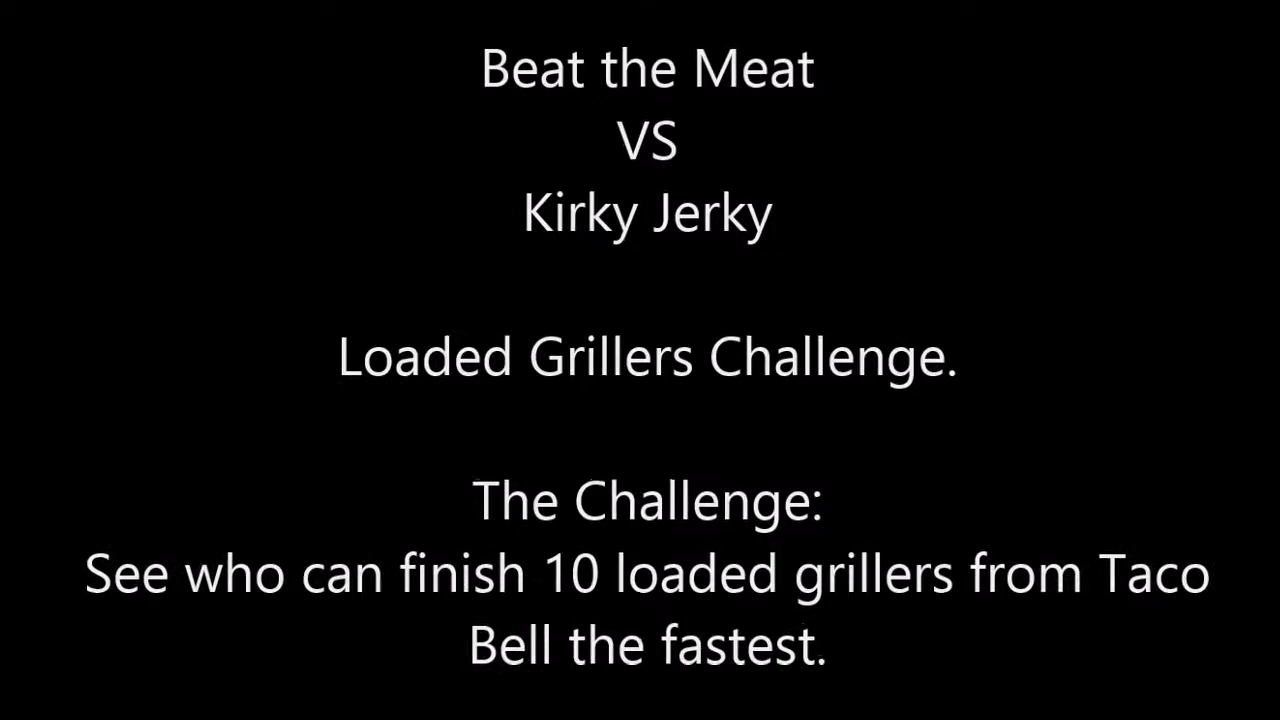 Beat the Meat
VS
Kirky Jerky
Loaded Grillers Challenge.
The Challenge:
See who can finish 10 loaded grillers from Taco
Bell the fastest.